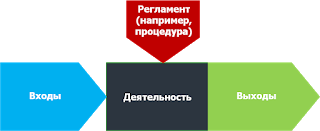 Регламент
(например,
процедура)
Входы
Деятельность
Выходы